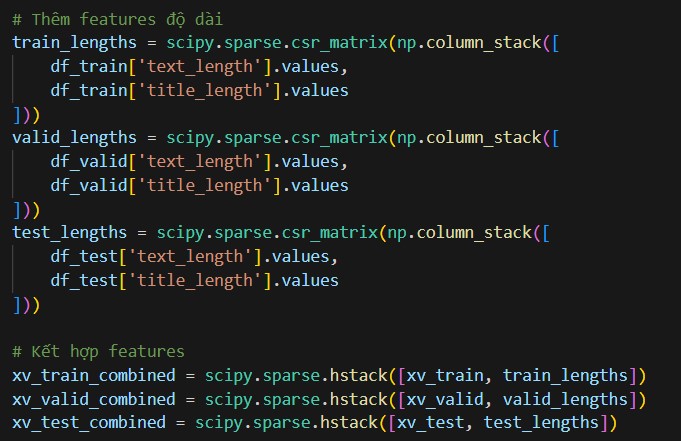 # Thêm features độ dài
train_lengths = scipy.sparse.csr_matrix(np.column_stack([
    df_train['text_length'].values,
    df_train['title_length'].values
]))
valid_lengths = scipy.sparse.csr_matrix(np.column_stack([
    df_valid['text_length'].values,
    df_valid['title_length'].values
]))
test_lengths = scipy.sparse.csr_matrix(np.column_stack([
    df_test['text_length'].values,
    df_test['title_length'].values
]))

# Kết hợp features
xv_train_combined = scipy.sparse.hstack([xv_train, train_lengths])
xv_valid_combined = scipy.sparse.hstack([xv_valid, valid_lengths])
xv_test_combined = scipy.sparse.hstack([xv_test, test_lengths])